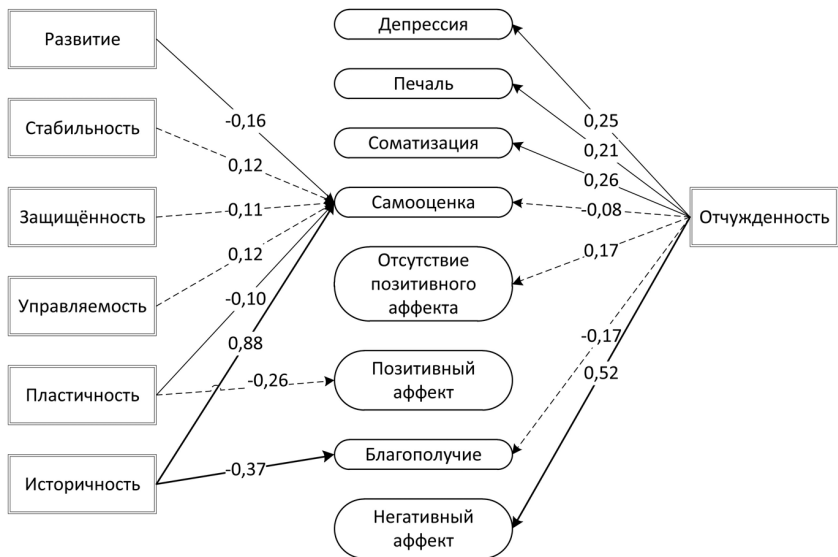 Развитие
Стабильность
Защищённость
Управляемость
Пластичность
Историчность
-0,16
0,12
-0,11
0,12
-0,10
0,88
-0,26
-0,37
Депрессия
Печаль
Соматизация
Самооценка
Отсутствие
позитивного
аффекта
Позитивный
аффект
Благополучие
Негативный
аффект
0,25
0,21
0,26
-0,08
0,17
-0,17
0,52
Отчужденность